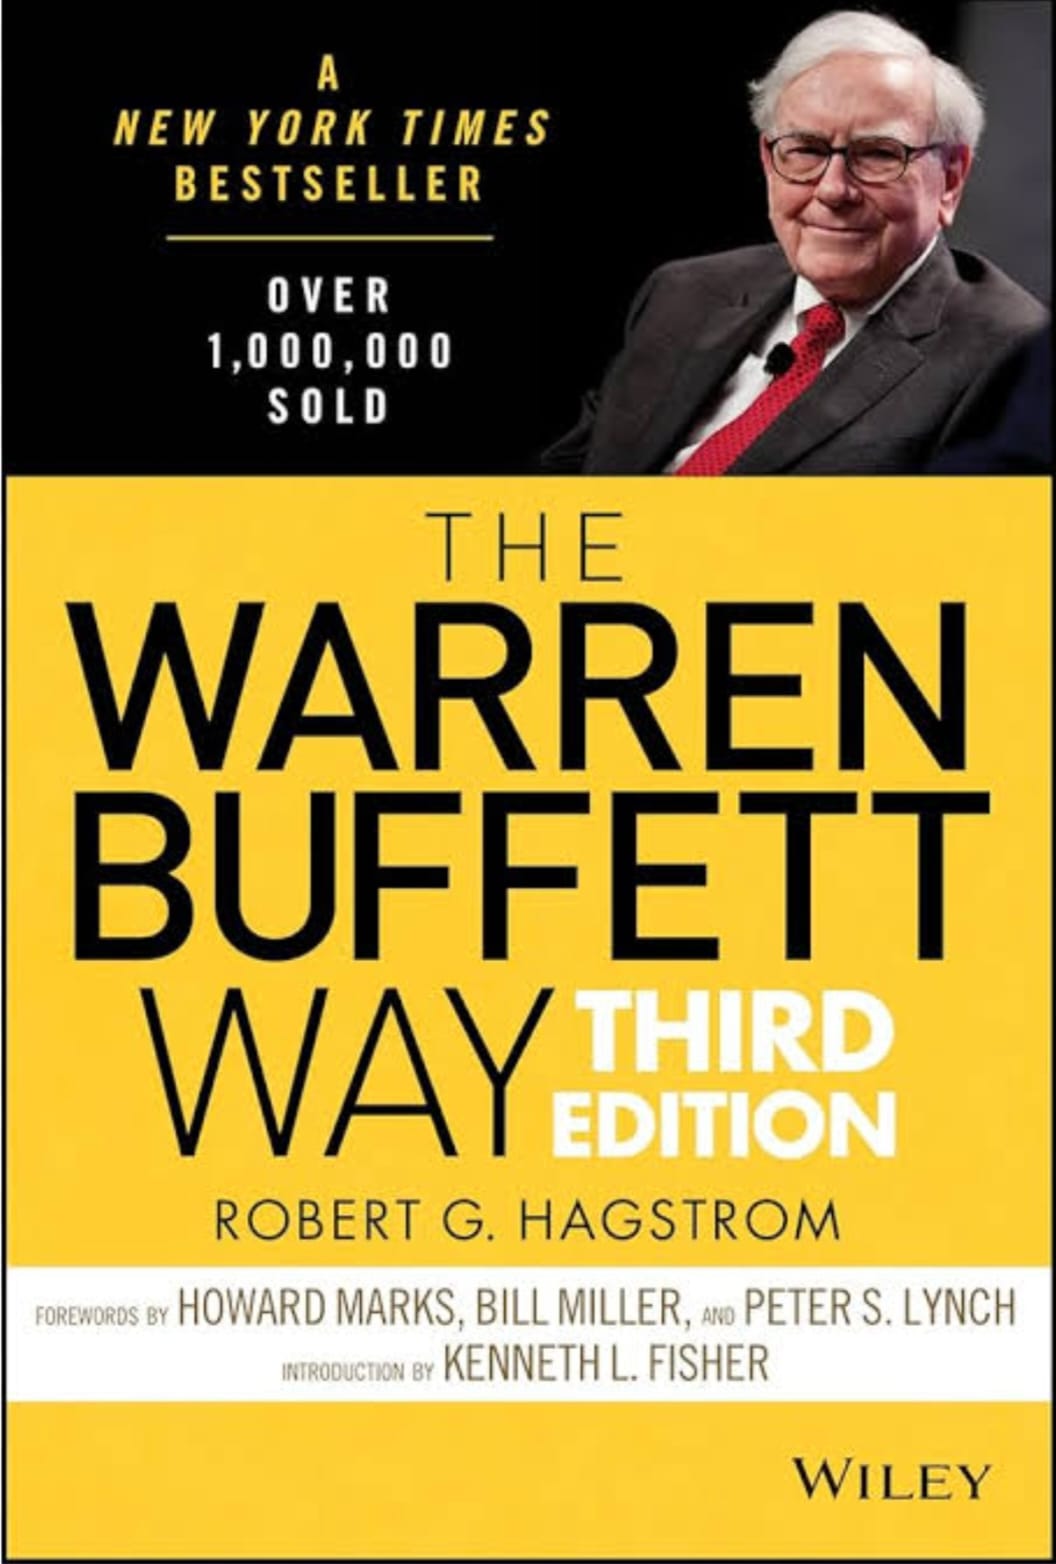 A
NEW YORK TIMES
BESTSELLER
OVER
1,000,000
SOLD
THE
WARREN
BUFFETT
WAY THIRD
EDITION
ROBERT G. HAGSTROM
FOREWORDS BY HOWARD MARKS, BILL MILLER, AND PETER S. LYNCH
INTRODUCTION BY KENNETH L. FISHER
WILEY